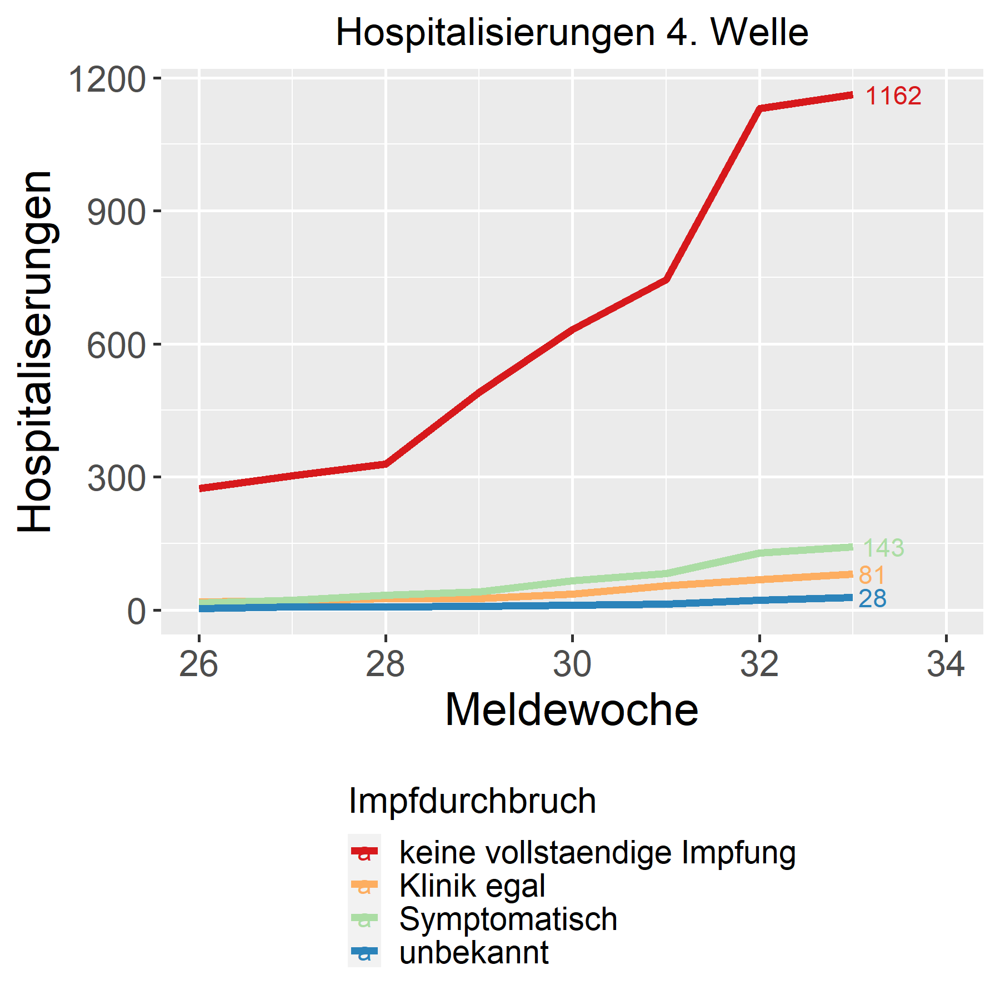 Hospitalisierungen 4. Welle
1200
900
600
300
0
Hospitaliserungen
1162
143
81
28
26 28 30 32 34
Meldewoche
Impfdurchbruch
a keine vollstaendige Impfung
a Klinik egal
a Symptomatisch
a unbekannt